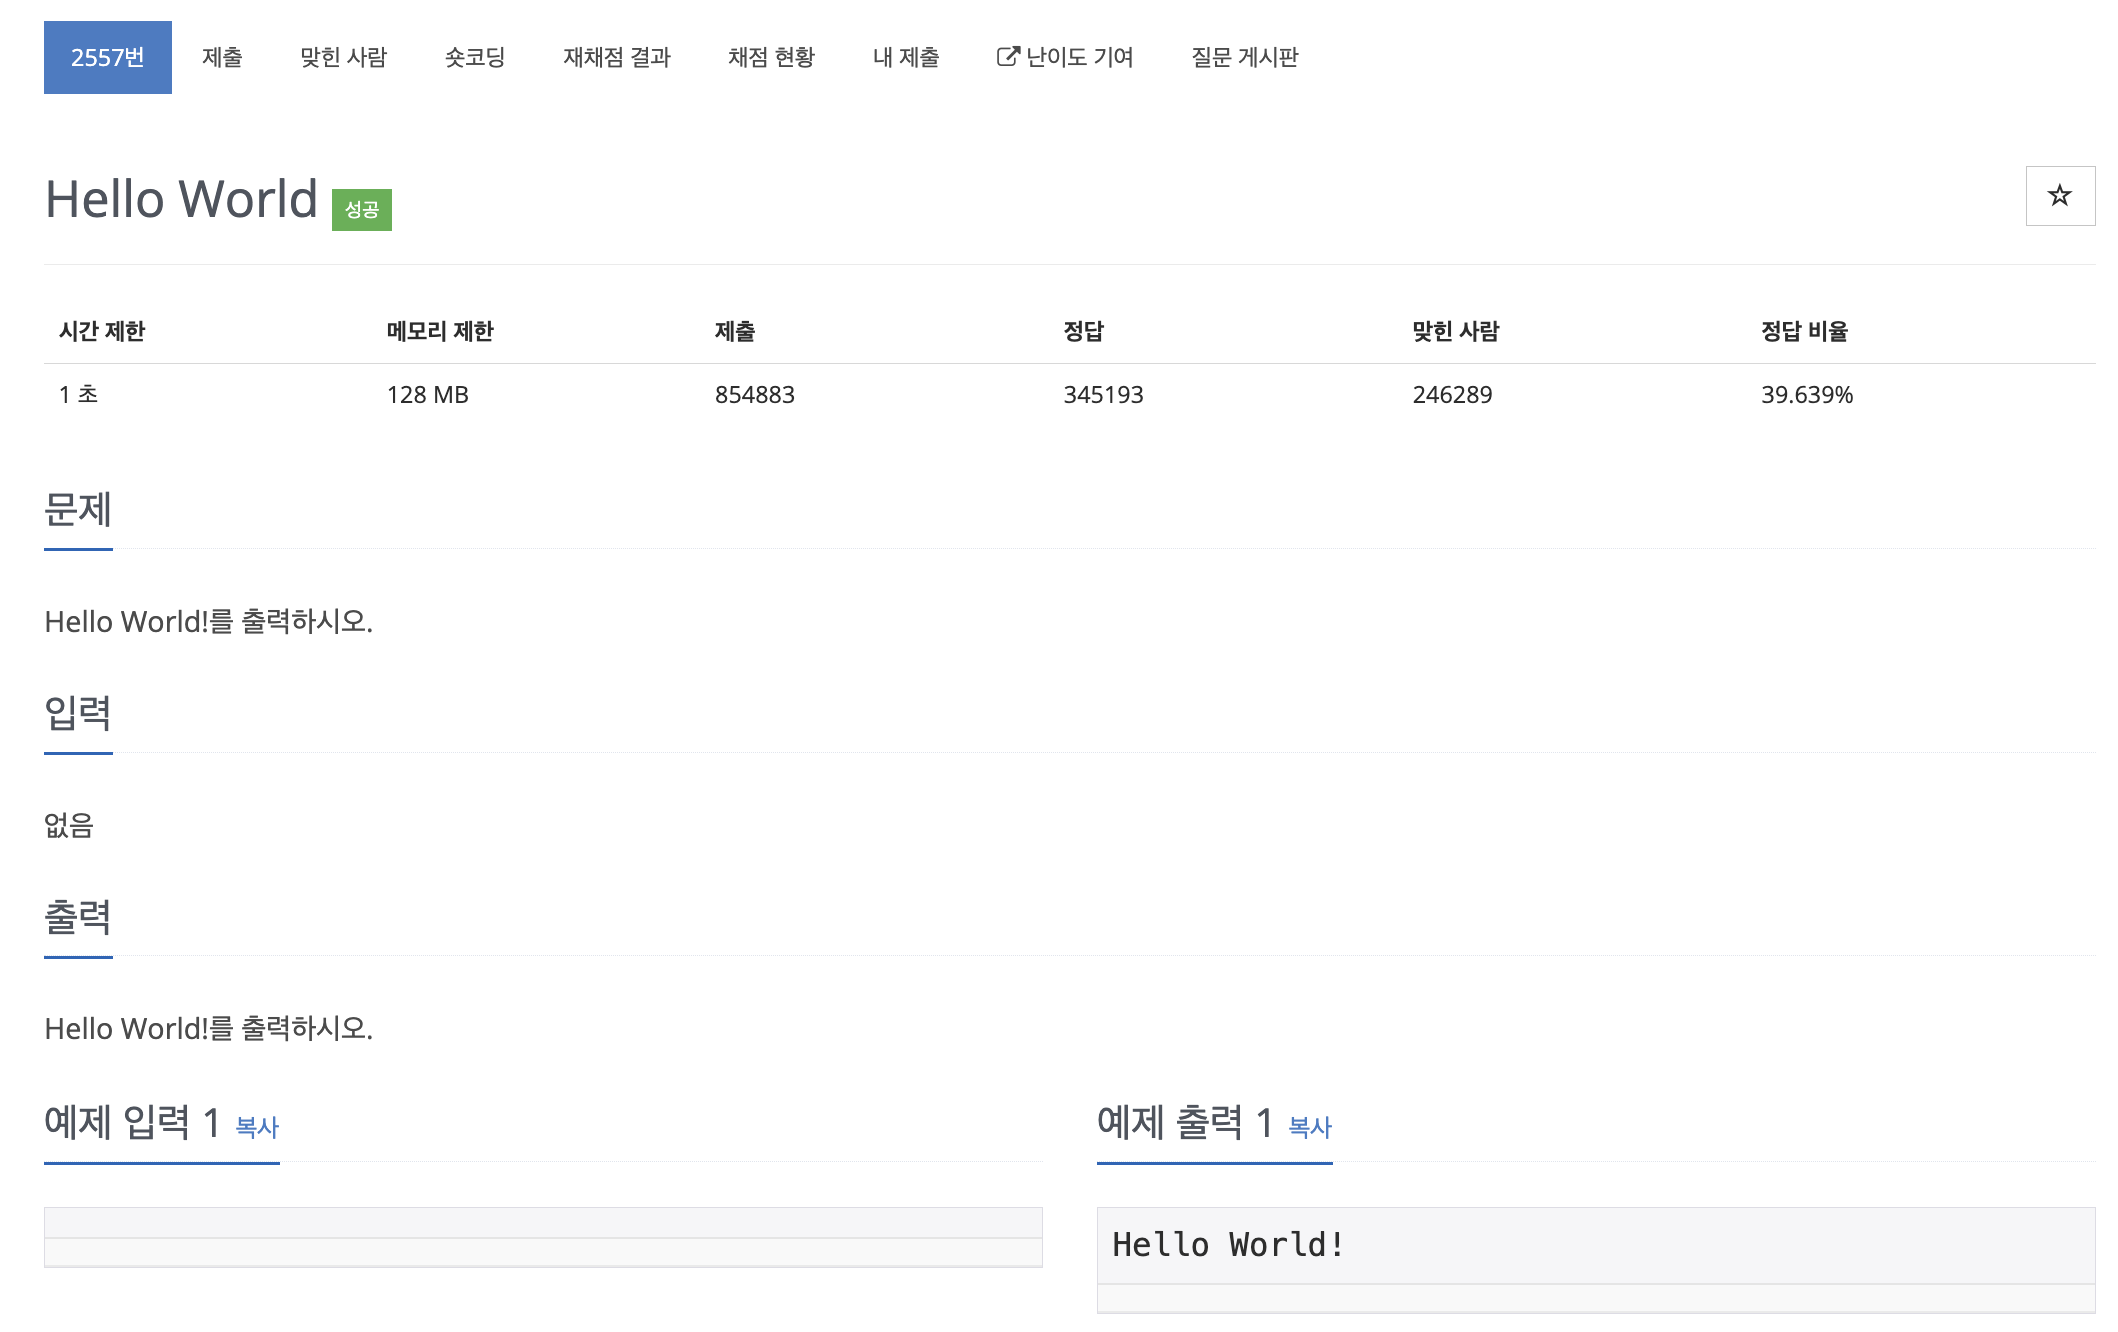 2557번 제출 맞힌 사람 숏코딩 재채점 결과 채점 현황 내 제출 난이도 기여 질문 게시판
Hello World 성공
시간 제한 메모리 제한 제출 정답 맞힌 사람 정답 비율
1 초 128 MB 854883 345193 246289 39.639%
문제
Hello World!를 출력하시오.
입력
없음
출력
Hello World!를 출력하시오.
예제 입력 1 복사
예제 출력 1 복사
Hello World!